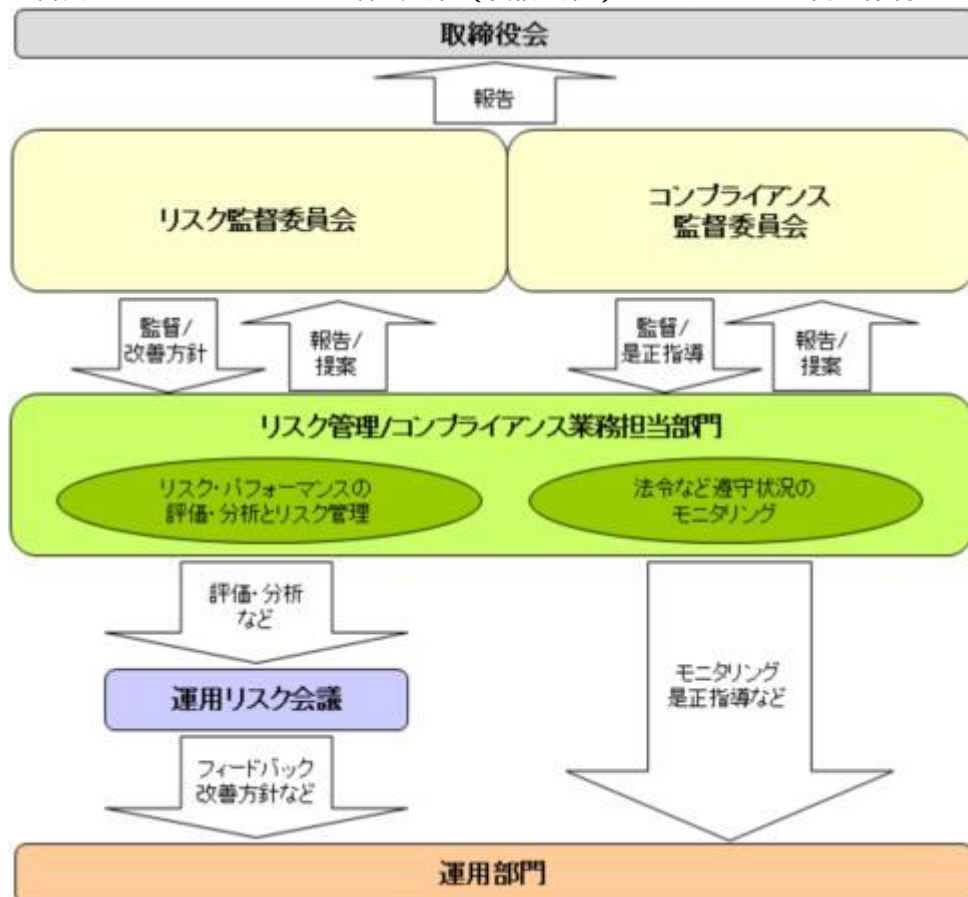 取締役会
報告
リスク監督委員会
コンプライアンス
監督委員会
監督/
改善方針
報告/
提案
監督/
是正指導
報告/
提案
リスク管理/コンプライアンス業務担当部門
リスク・パフォーマンスの
評価・分析とリスク管理
法令など遵守状況の
モニタリング
評価・分析
など
運用リスク会議
モニタリング
是正指導など
フィードバック
改善方針など
運用部門